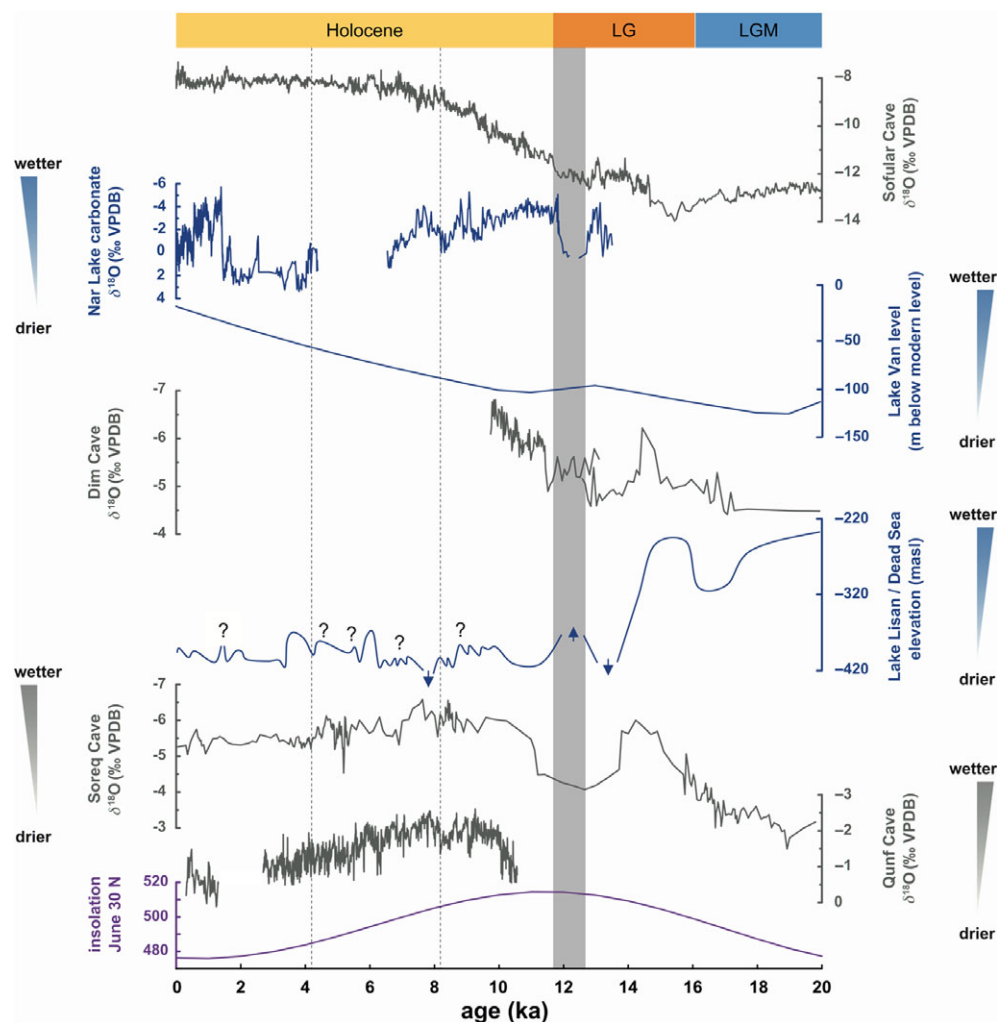 Holocene
LG
LGM
−8
−10
−12
−14
Sofular Cave
δ18O (‰ VPDB)
wetter
drier
Nar Lake carbonate
δ18O (‰ VPDB)
-6
-4
-2
0
2
4
0
−50
−100
−150
Lake Van level
(m below modern level)
wetter
drier
Dim Cave
δ18O (‰ VPDB)
-7
-6
-5
-4
−220
−320
−420
Lake Lisan / Dead Sea
elevation (masl)
wetter
drier
? ? ? ? ?
wetter
drier
Soreq Cave
δ18O (‰ VPDB)
-7
-6
-5
-3
−3
−2
−1
0
Qunf Cave
δ18O (‰ VPDB)
wetter
drier
insolation
June 30 N
520
500
480
0 2 4 6 8 10 12 14 16 18 20
age (ka)